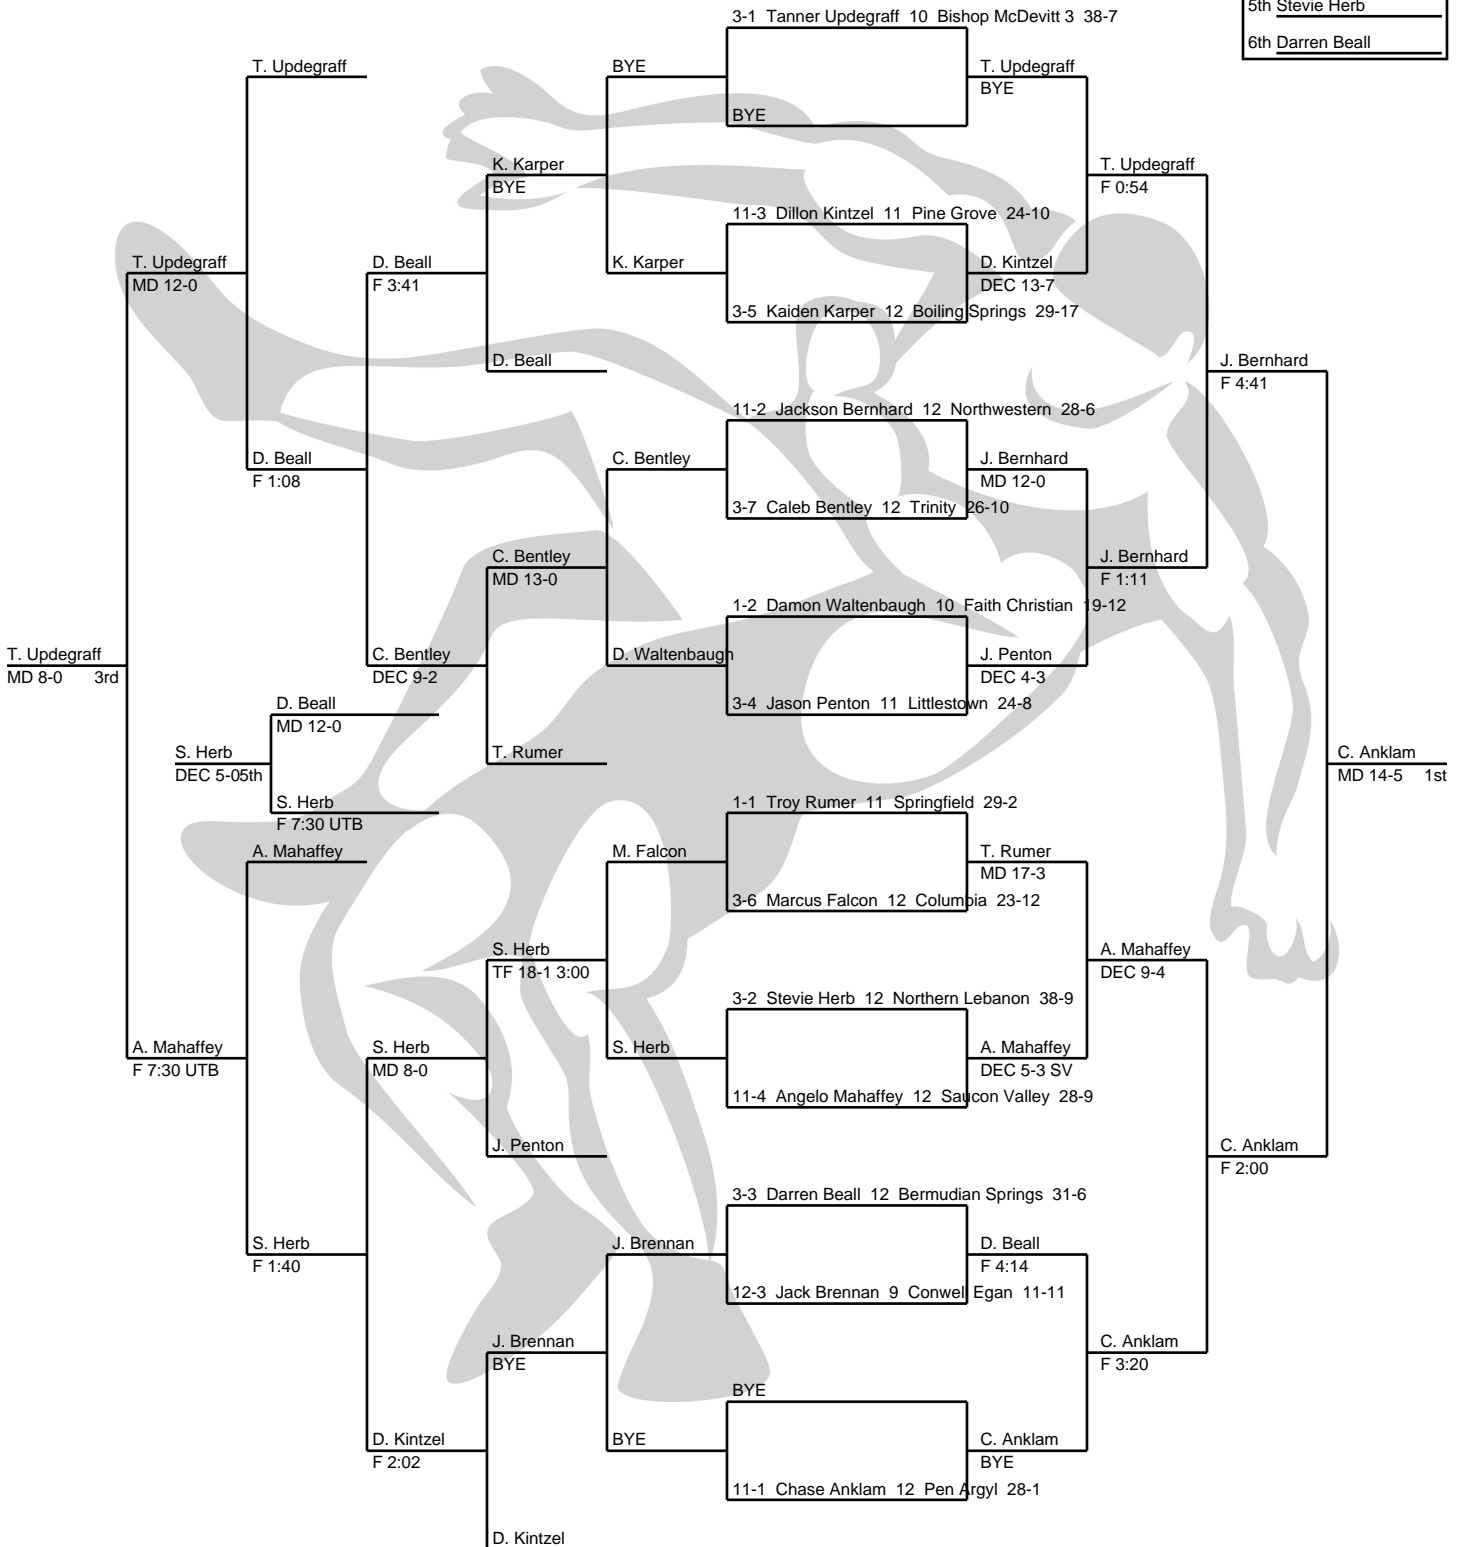 5th Stevie Herb
6th Darren Beall
3-1 Tanner Updegraff 10 Bishop McDevitt 3 38-7
T. Updegraff
BYE
T. Updegraff
BYE
BYE
K. Karper
BYE
T. Updegraff
F 0:54
11-3 Dillon Kintzel 11 Pine Grove 24-10
T. Updegraff
MD 12-0
D. Beall
F 3:41
K. Karper
D. Kintzel
DEC 13-7
3-5 Kaiden Karper 12 Boiling Springs 29-17
D. Beall
J. Bernhard
F 4:41
11-2 Jackson Bernhard 12 Northwestern 28-6
D. Beall
F 1:08
C. Bentley
J. Bernhard
MD 12-0
3-7 Caleb Bentley 12 Trinity 26-10
C. Bentley
MD 13-0
J. Bernhard
F 1:11
1-2 Damon Waltenbaugh 10 Faith Christian 19-12
T. Updegraff
MD 8-0 3rd
C. Bentley
DEC 9-2
D. Waltenbaugh
J. Penton
DEC 4-3
3-4 Jason Penton 11 Littlestown 24-8
D. Beall
MD 12-0
S. Herb
DEC 5-05th
T. Rumer
C. Anklam
MD 14-5 1st
S. Herb
F 7:30 UTB
1-1 Troy Rumer 11 Springfield 29-2
A. Mahaffey
M. Falcon
T. Rumer
MD 17-3
3-6 Marcus Falcon 12 Columbia 23-12
S. Herb
TF 18-1 3:00
A. Mahaffey
DEC 9-4
3-2 Stevie Herb 12 Northern Lebanon 38-9
A. Mahaffey
F 7:30 UTB
S. Herb
MD 8-0
S. Herb
A. Mahaffey
DEC 5-3 SV
11-4 Angelo Mahaffey 12 Saucon Valley 28-9
J. Penton
C. Anklam
F 2:00
3-3 Darren Beall 12 Bermudian Springs 31-6
S. Herb
F 1:40
J. Brennan
D. Beall
F 4:14
12-3 Jack Brennan 9 Conwell Egan 11-11
J. Brennan
BYE
C. Anklam
F 3:20
BYE
D. Kintzel
F 2:02
BYE
C. Anklam
BYE
11-1 Chase Anklam 12 Pen Argyl 28-1
D. Kintzel